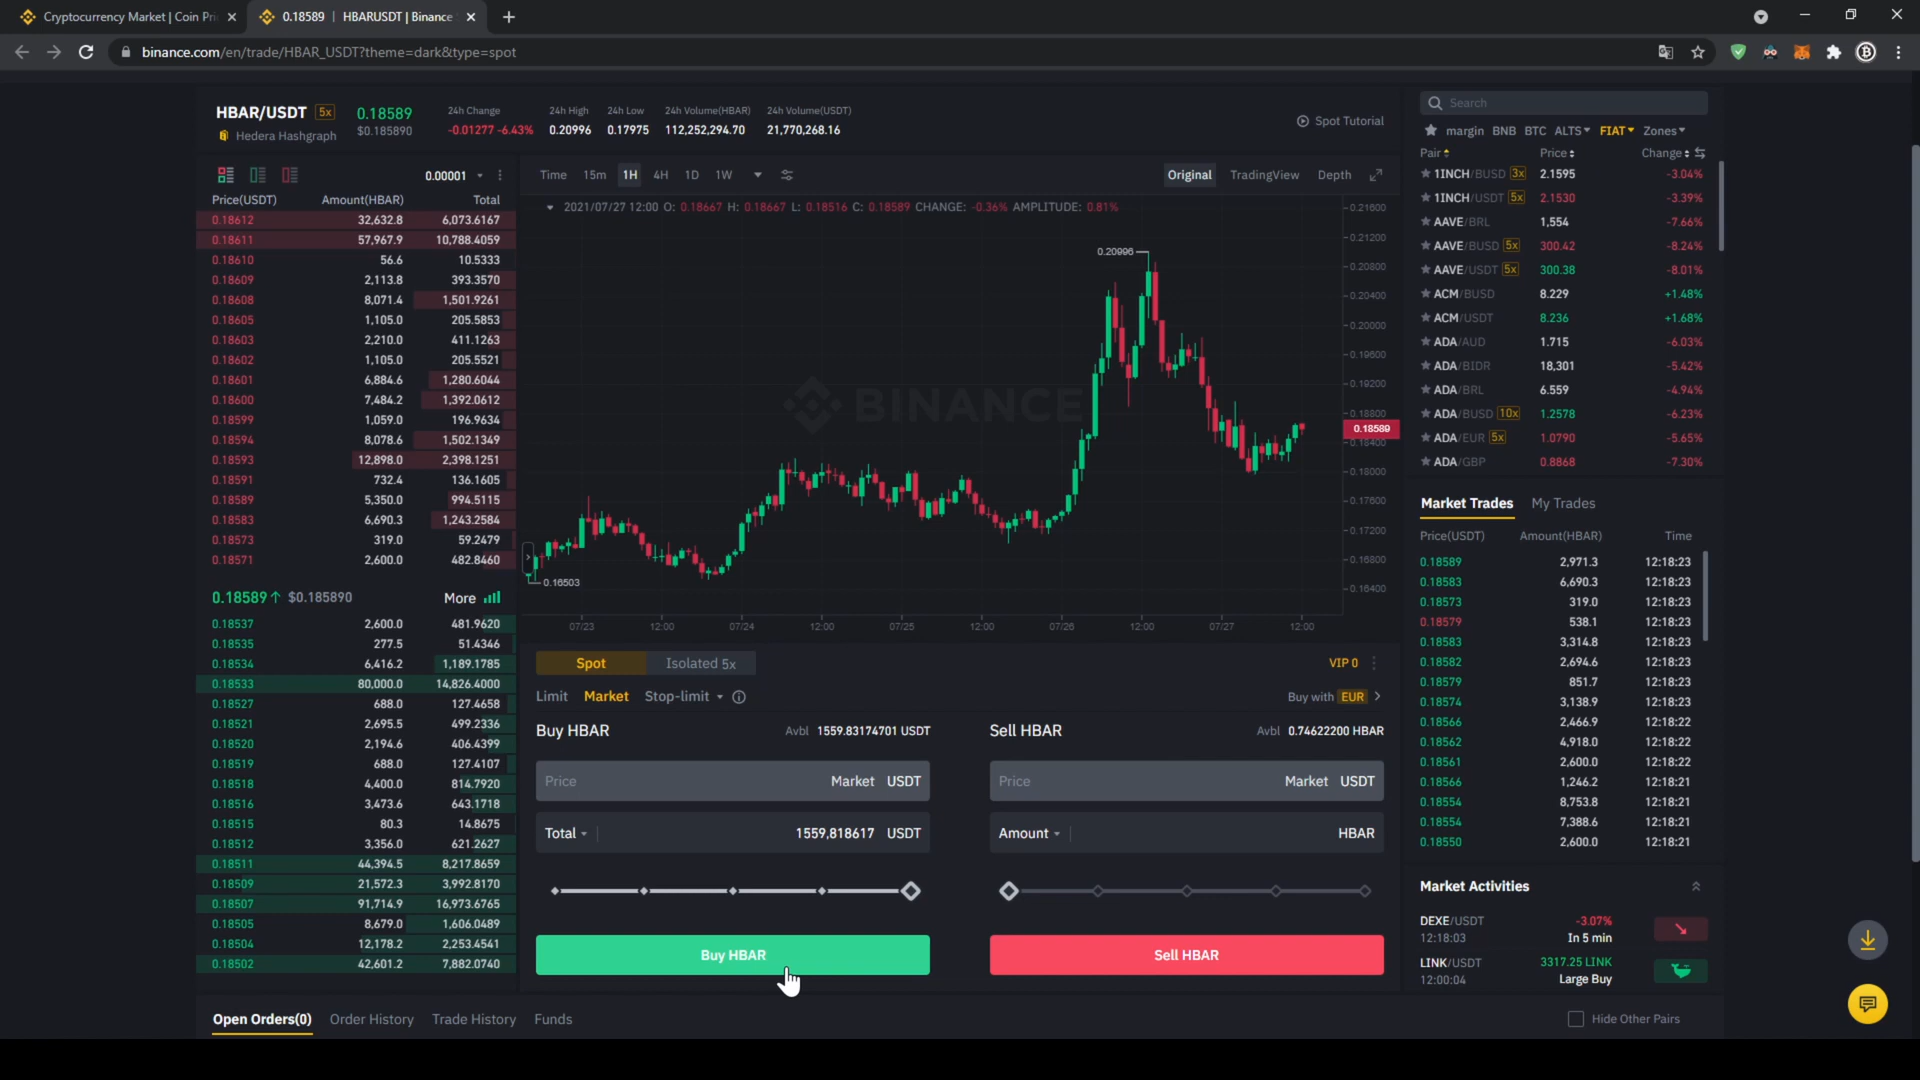 Cryptocurrency Market | Coin Pri
0.18589 | HBARUSDT | Binance
binance.com/en/trade/HBAR_USDT?theme=dark&type=spot
HBAR/USDT 5x 0.18589 24h Change 24h High 24h Low 24h Volume(HBAR) 24h Volume(USDT)
Hedera Hashgraph $0.185890 -0.01277 -6.43% 0.20996 0.17975 112,252,294.70 21,770,268.16
Spot Tutorial
0.00001
Price(USDT) Amount(HBAR) Total
0.18612 32,632.8 6,073.6167
0.18611 57,967.9 10,788.4059
0.18610 56.6 10.5333
0.18609 2,113.8 393.3570
0.18608 8,071.4 1,501.9261
0.18605 1,105.0 205.5853
0.18603 2,210.0 411.1263
0.18602 1,105.0 205.5521
0.18601 6,884.6 1,280.6044
0.18600 7,484.2 1,392.0612
0.18599 1,059.0 196.9634
0.18594 8,078.6 1,502.1349
0.18593 12,898.0 2,398.1251
0.18591 732.4 136.1605
0.18589 5,350.0 994.5115
0.18583 6,690.3 1,243.2584
0.18573 319.0 59.2479
0.18571 2,600.0 482.8460
0.18589↑ $0.185890 More
0.18537 2,600.0 481.9620
0.18535 277.5 51.4346
0.18534 6,416.2 1,189.1785
0.18533 80,000.0 14,826.4000
0.18527 688.0 127.4658
0.18521 2,695.5 499.2336
0.18520 2,194.6 406.4399
0.18519 688.0 127.4107
0.18518 4,400.0 814.7920
0.18516 3,473.6 643.1718
0.18515 80.3 14.8675
0.18512 3,356.0 621.2627
0.18511 44,394.5 8,217.8659
0.18509 21,572.3 3,992.8170
0.18507 91,714.9 16,973.6765
0.18505 8,679.0 1,606.0489
0.18504 12,178.2 2,253.4541
0.18502 42,601.2 7,882.0740
Time 15m 1H 4H 1D 1W Original TradingView Depth
2021/07/27 12:00 O: 0.18667 H: 0.18667 L: 0.18516 C: 0.18589 CHANGE: -0.36% AMPLITUDE: 0.81%
0.21600
0.21200
0.20996
0.20800
0.20400
0.20000
0.19600
0.19200
0.18800
0.18589
0.18400
0.18000
0.17600
0.17200
0.16800
0.16400
BINANCE
0.16503
07/23 12:00 07/24 12:00 07/25 12:00 07/26 12:00 07/27 12:00
Spot Isolated 5x VIP 0
Limit Market Stop-limit Buy with EUR
Buy HBAR Avbl 1559.83174701 USDT
Price Market USDT
Total 1559,818617 USDT
Buy HBAR
Sell HBAR Avbl 0.74622200 HBAR
Price Market USDT
Amount HBAR
Sell HBAR
Search
margin BNB BTC ALTS FIAT Zones
Pair Price Change
1INCH/BUSD 3x 2.1595 -3.04%
1INCH/USDT 5x 2.1530 -3.39%
AAVE/BRL 1,554 -7.66%
AAVE/BUSD 5x 300.42 -8.24%
AAVE/USDT 5x 300.38 -8.01%
ACM/BUSD 8.229 +1.48%
ACM/USDT 8.236 +1.68%
ADA/AUD 1.715 -6.03%
ADA/BIDR 18,301 -5.42%
ADA/BRL 6.559 -4.94%
ADA/BUSD 10x 1.2578 -6.23%
ADA/EUR 5x 1.0790 -5.65%
ADA/GBP 0.8868 -7.30%
Market Trades My Trades
Price(USDT) Amount(HBAR) Time
0.18589 2,971.3 12:18:23
0.18583 6,690.3 12:18:23
0.18573 319.0 12:18:23
0.18579 538.1 12:18:23
0.18583 3,314.8 12:18:23
0.18582 2,694.6 12:18:23
0.18579 851.7 12:18:23
0.18574 3,138.9 12:18:23
0.18566 2,466.9 12:18:22
0.18562 4,918.0 12:18:22
0.18561 2,600.0 12:18:22
0.18566 1,246.2 12:18:21
0.18554 8,753.8 12:18:21
0.18554 7,388.6 12:18:21
0.18550 2,600.0 12:18:21
Market Activities
DEXE/USDT -3.07%
12:18:03 In 5 min
LINK/USDT 3317.25 LINK
12:00:04 Large Buy
Open Orders(0) Order History Trade History Funds Hide Other Pairs